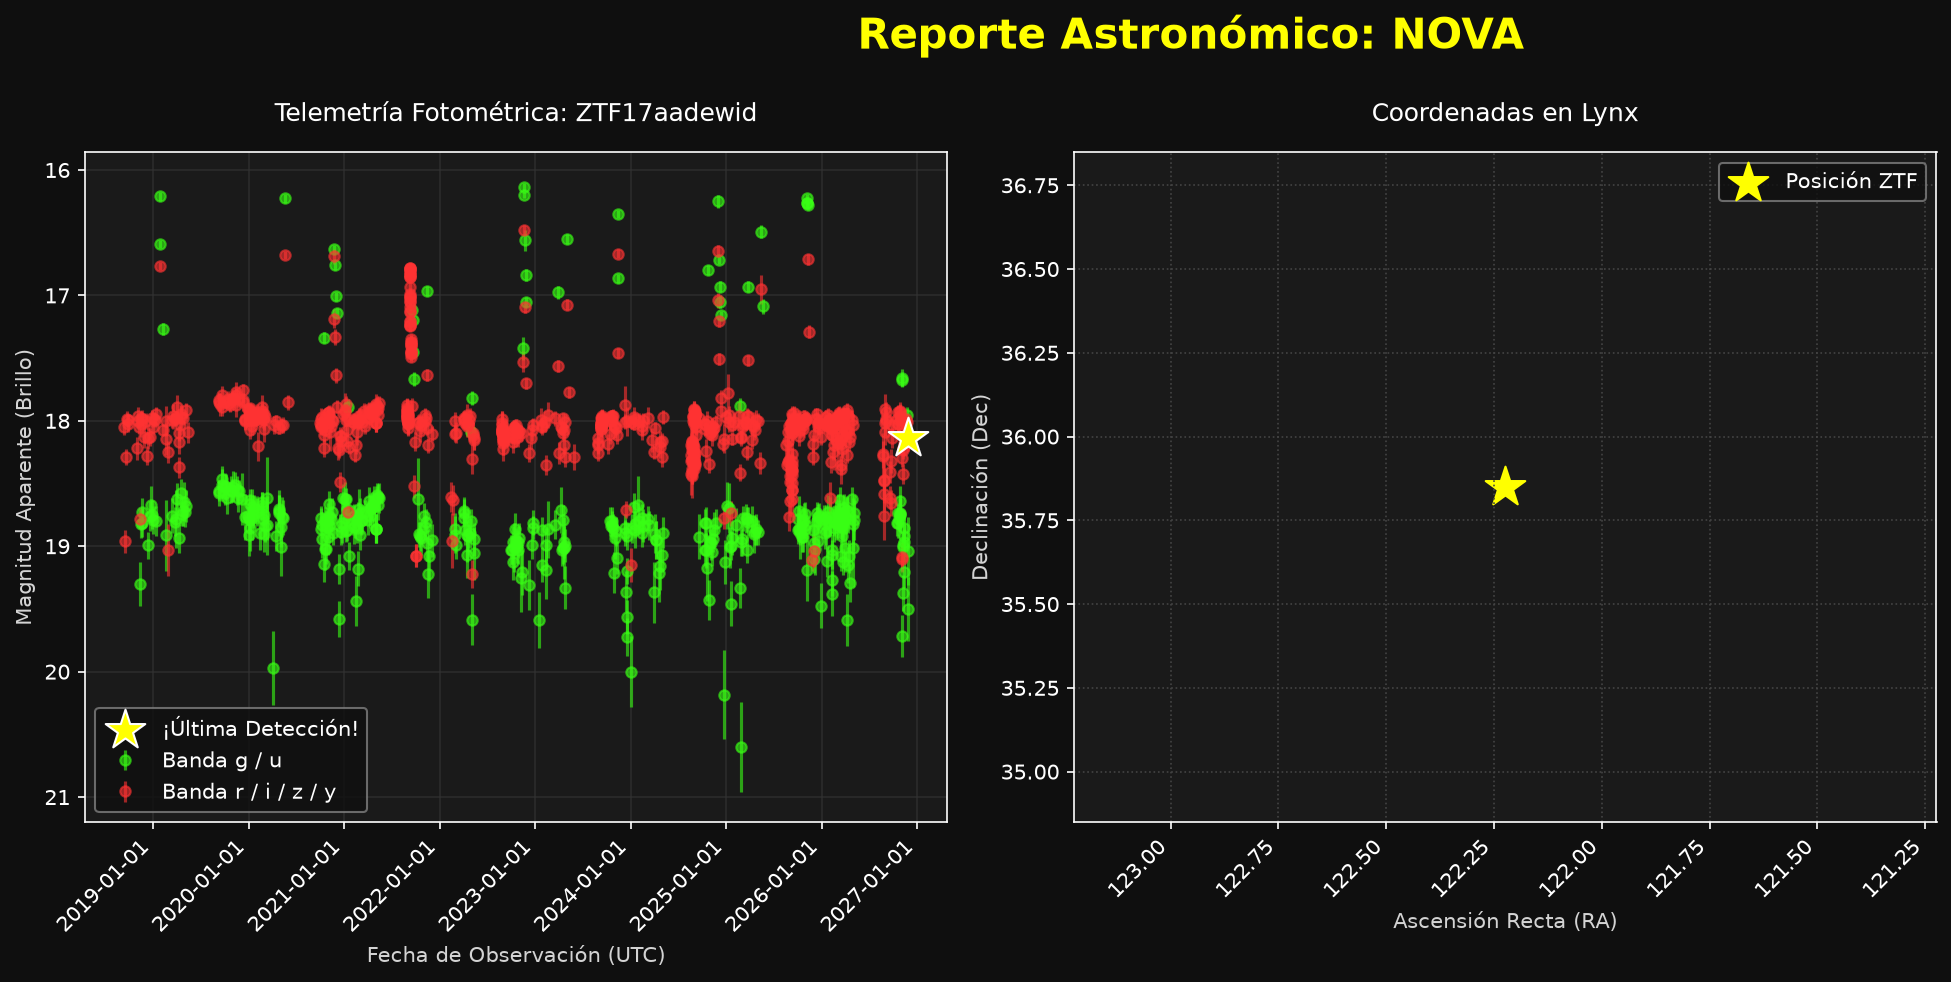 Reporte Astronómico: NOVA
Telemetría Fotométrica: ZTF17aadewid
Magnitud Aparente (Brillo)
16
17
18
19
20
21
¡Última Detección!
Banda g / u
Banda r / i / z / y
2019-01-01
2020-01-01
2021-01-01
2022-01-01
2023-01-01
2024-01-01
2025-01-01
2026-01-01
2027-01-01
Fecha de Observación (UTC)
Coordenadas en Lynx
Posición ZTF
Declinación (Dec)
36.75
36.50
36.25
36.00
35.75
35.50
35.25
35.00
123.00
122.75
122.50
122.25
122.00
121.75
121.50
121.25
Ascensión Recta (RA)